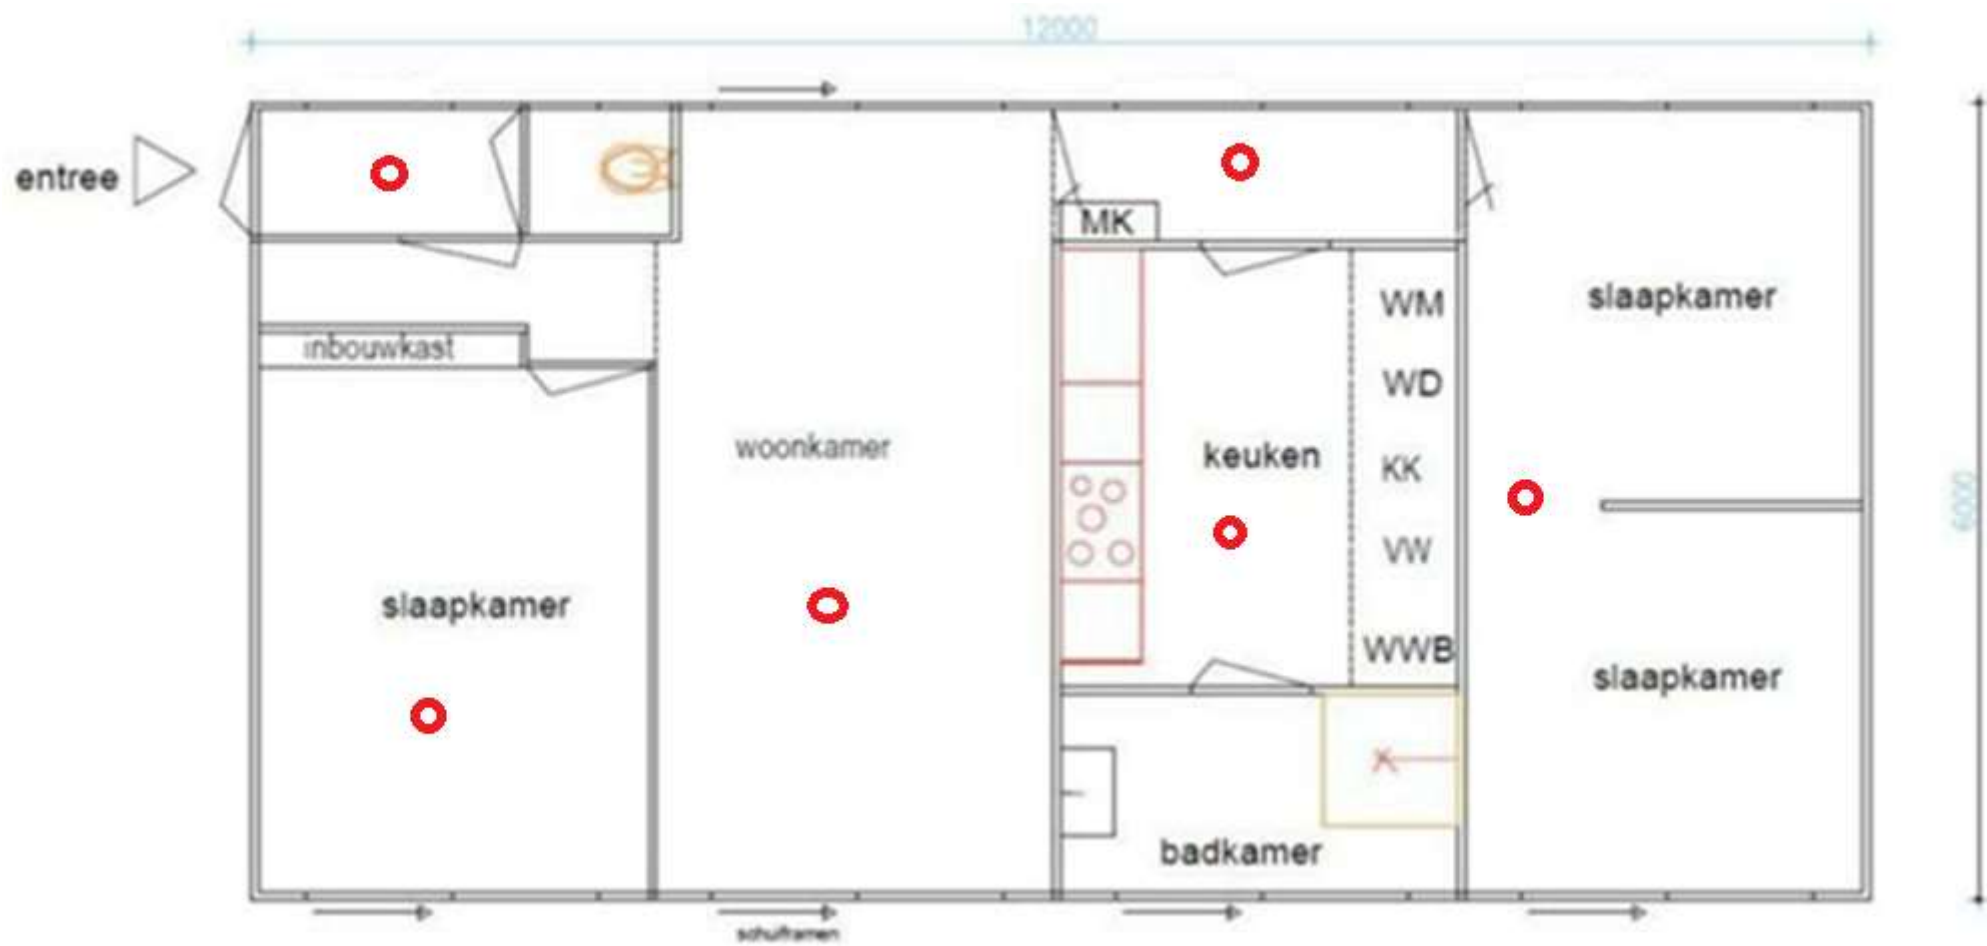 12000
entree
MK
inbouwkast
WM
slaapkamer
WD
woonkamer
keuken
KK
6000
VW
slaapkamer
WWB
slaapkamer
badkamer
schuiframen